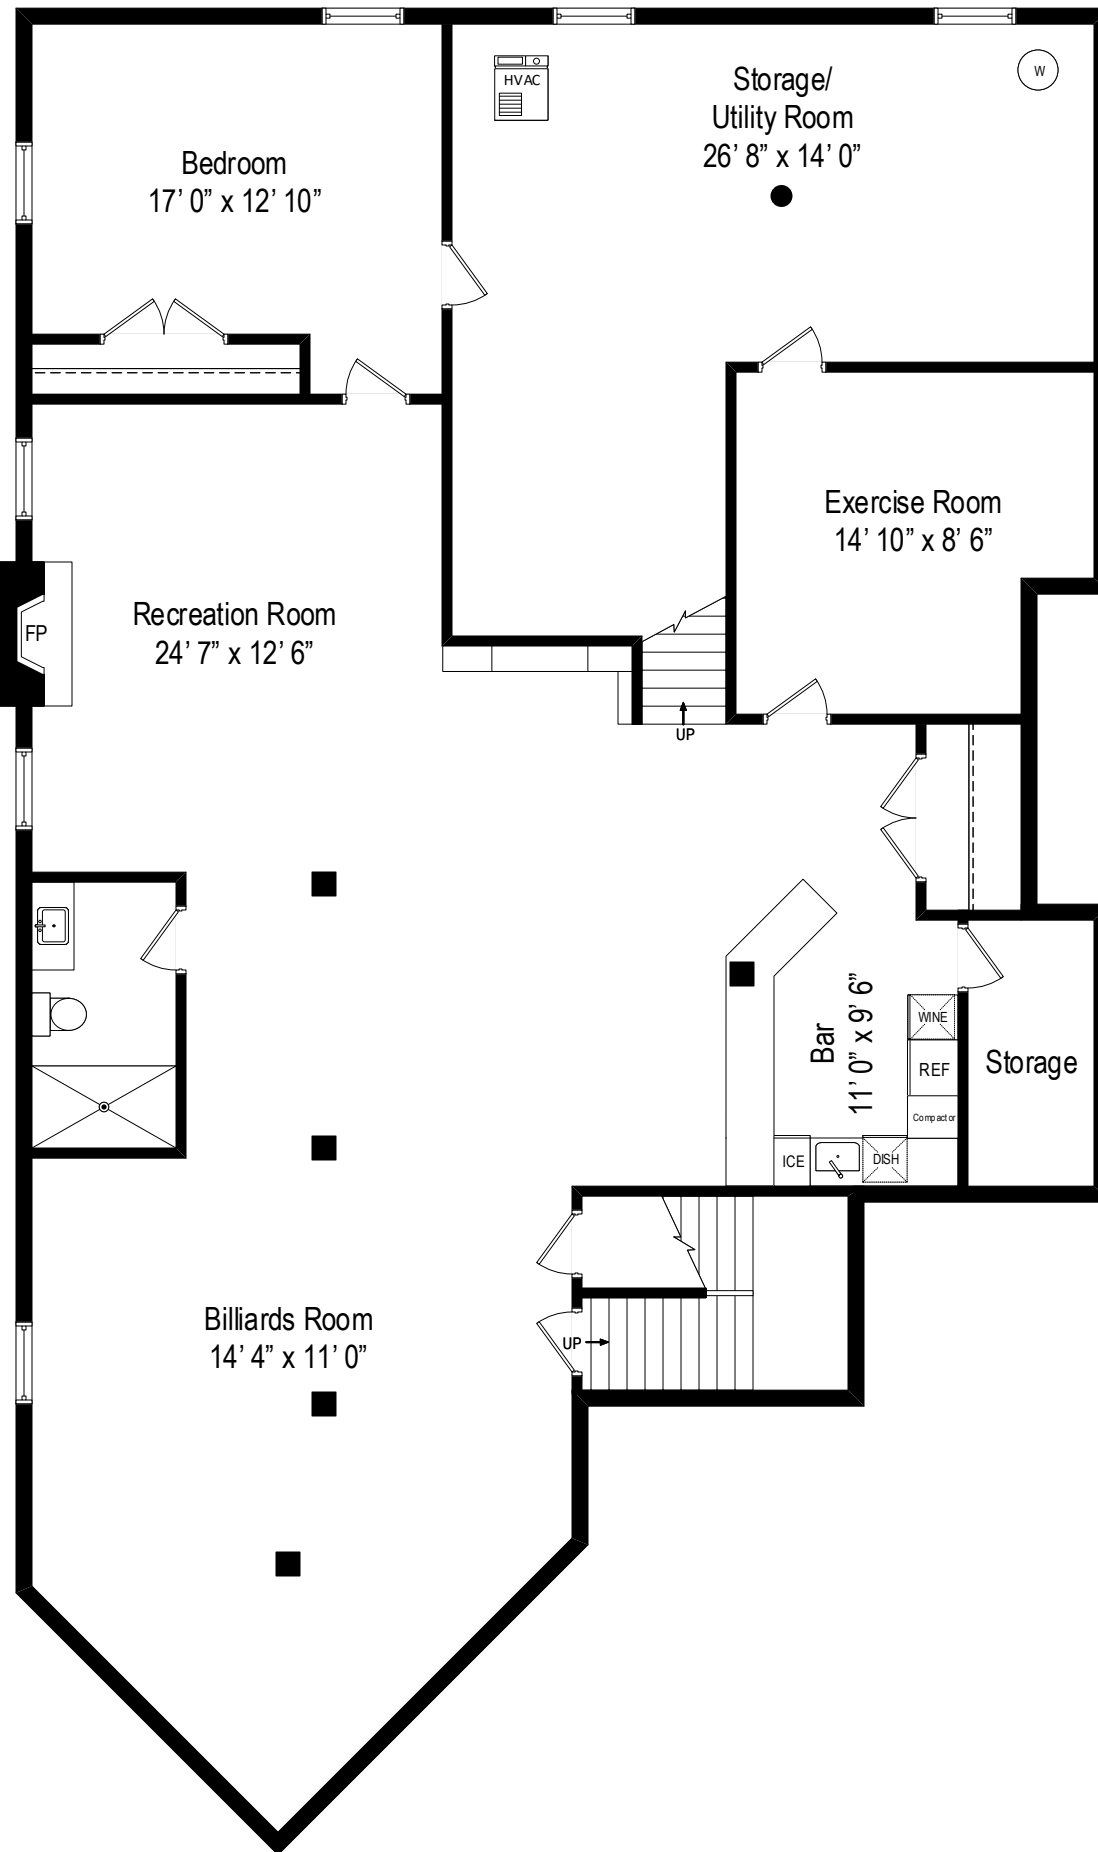 HVAC
Storage/
Utility Room
26’ 8” x 14’ 0”
W
Bedroom
17’ 0” x 12’ 10”
Exercise Room
14’ 10” x 8’ 6”
Recreation Room
24’ 7” x 12’ 6”
FP
UP
Bar
11’ 0” x 9’ 6”
WINE
REF
Compactor
Storage
ICE
DISH
Billiards Room
14’ 4” x 11’ 0”
UP